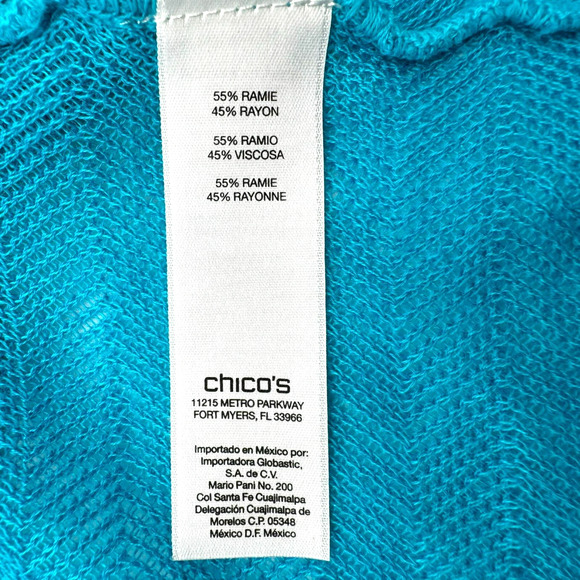 55% RAMIE
45% RAYON
55% RAMIO
45% VISCOSA
55% RAMIE
45% RAYONNE
chico's
11215 METRO PARKWAY
FORT MYERS, FL 33966
Importado en México por:
Importadora Globastic,
S.A. de C.V.
Mario Pani No. 200
Col Santa Fe Cuajimalpa
Delegación Cuajimalpa de
Morelos C.P. 05348
México D.F. México